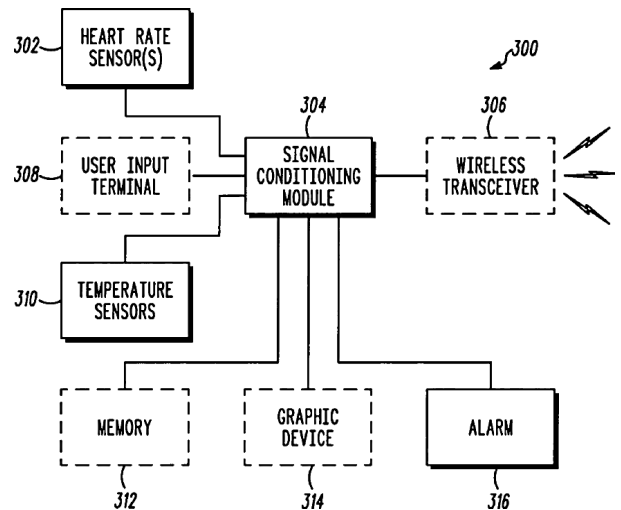 302
HEART RATE
SENSOR(S)
300
304
306
308
USER INPUT
TERMINAL
SIGNAL
CONDITIONING
MODULE
WIRELESS
TRANSCEIVER
310
TEMPERATURE
SENSORS
MEMORY
GRAPHIC
DEVICE
ALARM
312
314
316